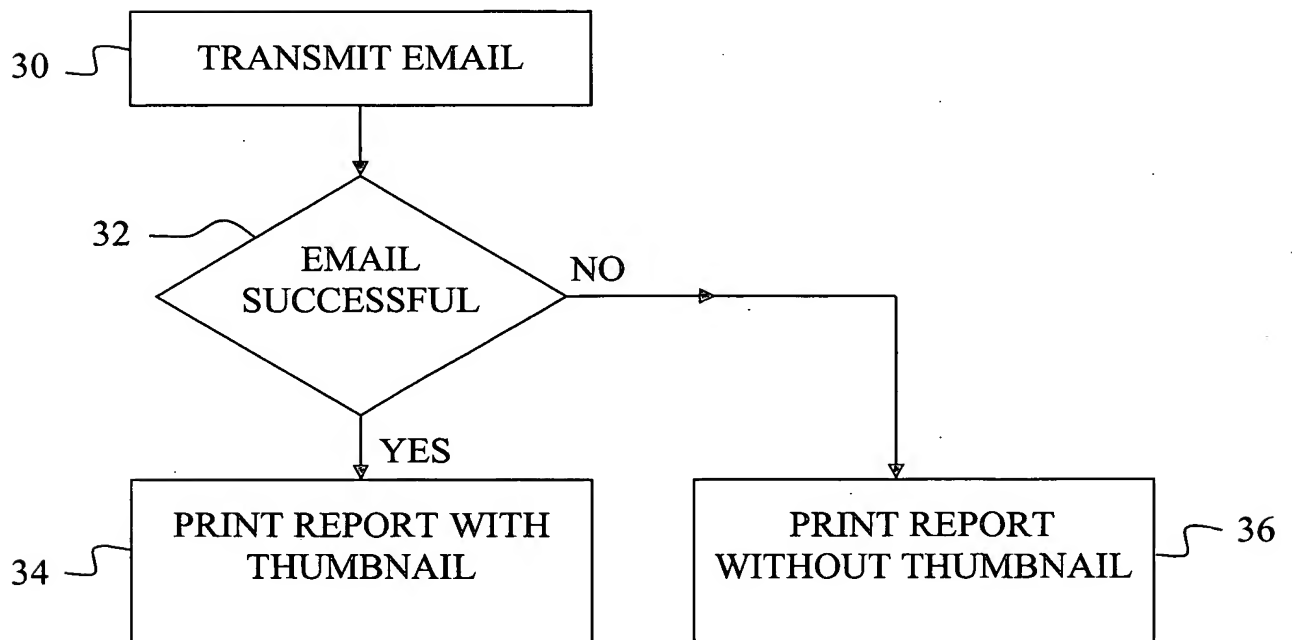 30
TRANSMIT EMAIL
32
EMAIL
SUCCESSFUL
NO
YES
34
PRINT REPORT WITH
THUMBNAIL
PRINT REPORT
WITHOUT THUMBNAIL
36